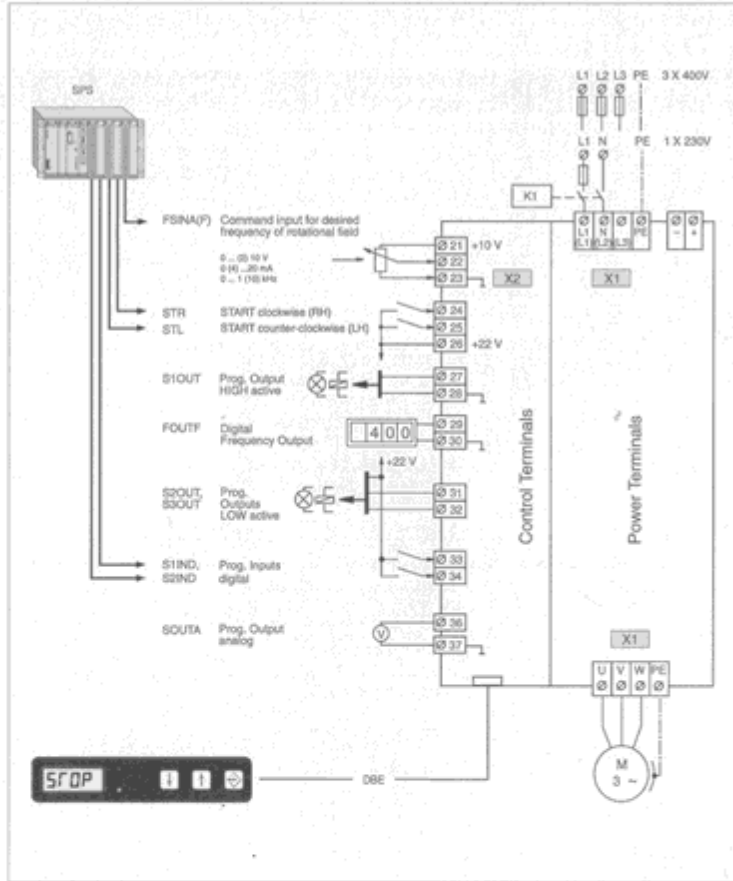 SPS
L1 L2 L3 PE 3 X 400V
L1 N PE 1 X 230V
K1
L1 (L1)
N (L2)
(L3)
PE
- +
FSINA(F) Command input for desired frequency of rotational field
0 ... (2) 10 V
0 (4) ...20 mA
0 ... 1 (10) kHz
21 +10 V
22
23
X2
X1
STR START clockwise (RH)
STL START counter-clockwise (LH)
24
25
26 +22 V
S1OUT Prog. Output HIGH active
27
28
FOUTF Digital Frequency Output
400
29
30
+22 V
S2OUT, S3OUT Prog. Outputs LOW active
31
32
S1IND, S2IND Prog. Inputs digital
33
34
SOUTA Prog. Output analog
V
36
37
Control Terminals
Power Terminals
X1
U V W PE
M
3 ~
STOP
DBE